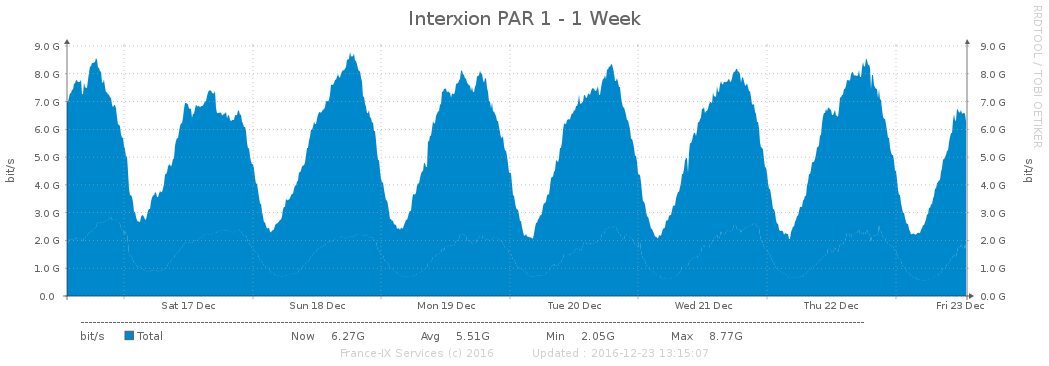 Interxion PAR 1 - 1 Week
RRDTOOL / TOBI OETIKER
bit/s
bit/s
9.0 G 9.0 G
8.0 G 8.0 G
7.0 G 7.0 G
6.0 G 6.0 G
5.0 G 5.0 G
4.0 G 4.0 G
3.0 G 3.0 G
2.0 G 2.0 G
1.0 G 1.0 G
0.0 0.0 G
Sat 17 Dec Sun 18 Dec Mon 19 Dec Tue 20 Dec Wed 21 Dec Thu 22 Dec Fri 23 Dec
bit/s Total Now 6.27G Avg 5.51G Min 2.05G Max 8.77G
France-IX Services (c) 2016 Updated : 2016-12-23 13:15:07